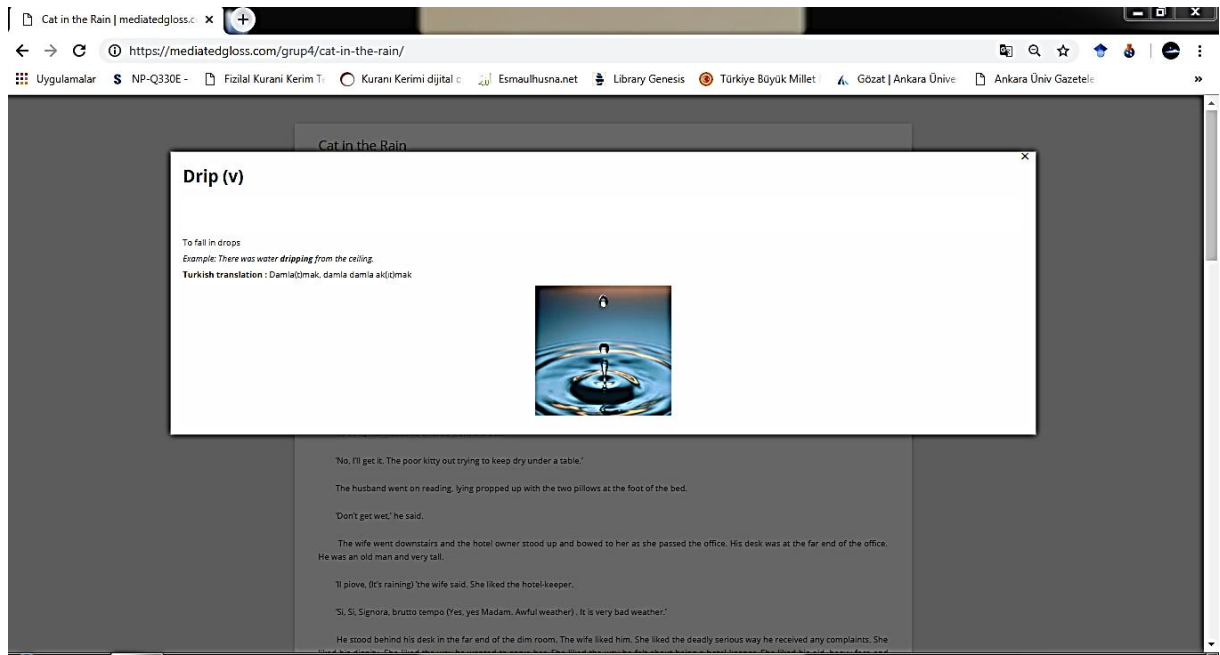 Cat in the Rain | mediatedgloss.c
https://mediatedgloss.com/grup4/cat-in-the-rain/
Uygulamalar S NP-Q330E - Fizilal Kurani Kerim T Kuranı Kerimi dijital Esmaulhusna.net Library Genesis Türkiye Büyük Millet Gözat | Ankara Ünive Ankara Üniv Gazetele »
Cat in the Rain
Drip (v)
To fall in drops
Example: There was water dripping from the ceiling.
Turkish translation : Damla(t)mak, damla damla ak(ıt)mak
'No, I'll get it. The poor kitty out trying to keep dry under a table.'
The husband went on reading, lying propped up with the two pillows at the foot of the bed.
'Don't get wet,' he said.
The wife went downstairs and the hotel owner stood up and bowed to her as she passed the office. His desk was at the far end of the office.
He was an old man and very tall.
'Il piove, (It's raining) 'the wife said. She liked the hotel-keeper.
'Si, Si, Signora, brutto tempo (Yes, yes Madam. Awful weather) . It is very bad weather.'
He stood behind his desk in the far end of the dim room. The wife liked him. She liked the deadly serious way he received any complaints. She